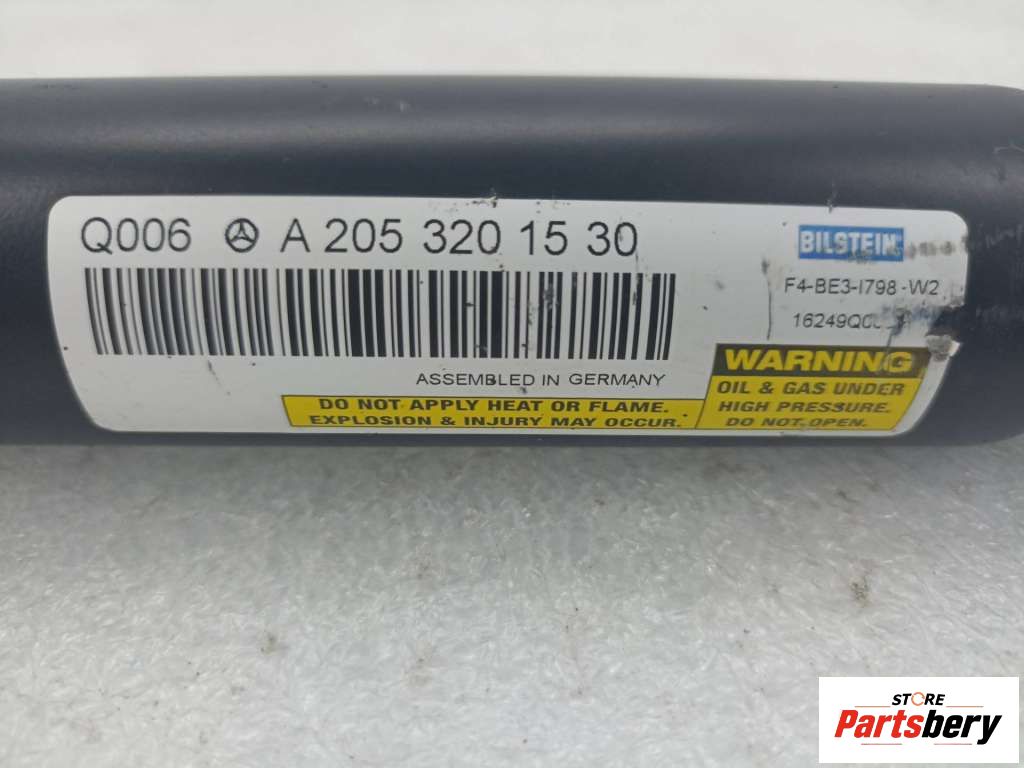 Q006 A 205 320 15 30
BILSTEIN
F4-BE3-I798-W2
ASSEMBLED IN GERMANY
DO NOT APPLY HEAT OR FLAME.
EXPLOSION & INJURY MAY OCCUR.
WARNING
OIL & GAS UNDER
HIGH PRESSURE.
DO NOT OPEN.
STORE
Partsbery